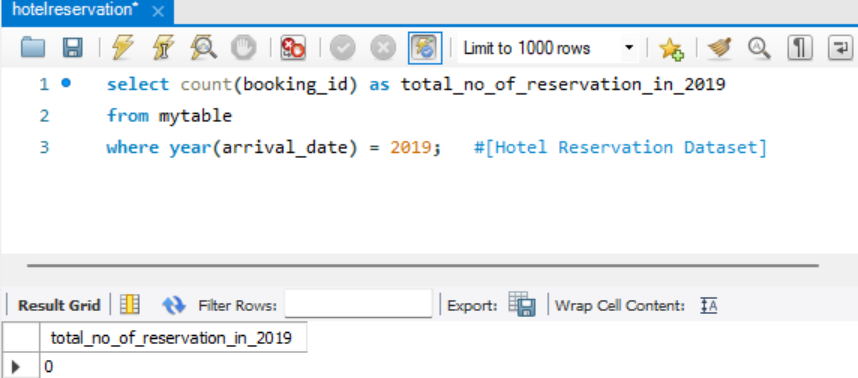 hotelreservation*
Limit to 1000 rows
1 select count(booking_id) as total_no_of_reservation_in_2019
2 from mytable
3 where year(arrival_date) = 2019; #[Hotel Reservation Dataset]
Result Grid Filter Rows: Export: Wrap Cell Content:
total_no_of_reservation_in_2019
0